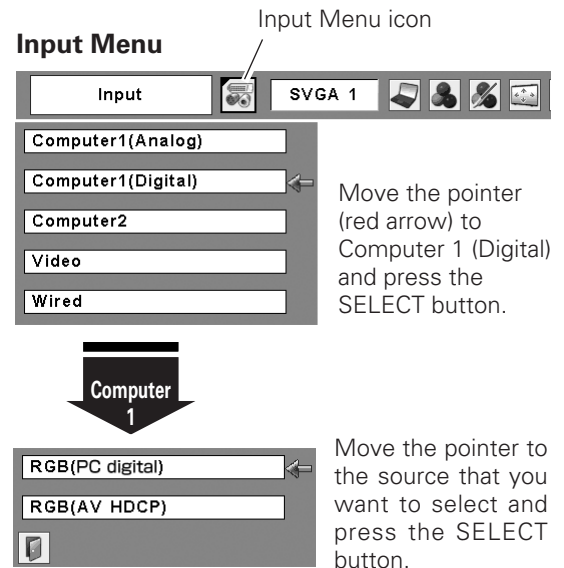 Input Menu icon
Input Menu
Input
SVGA 1
Computer1(Analog)
Computer1(Digital)
Computer2
Video
Wired
Move the pointer
(red arrow) to
Computer 1 (Digital)
and press the
SELECT button.
Computer
1
RGB(PC digital)
RGB(AV HDCP)
Move the pointer to
the source that you
want to select and
press the SELECT
button.